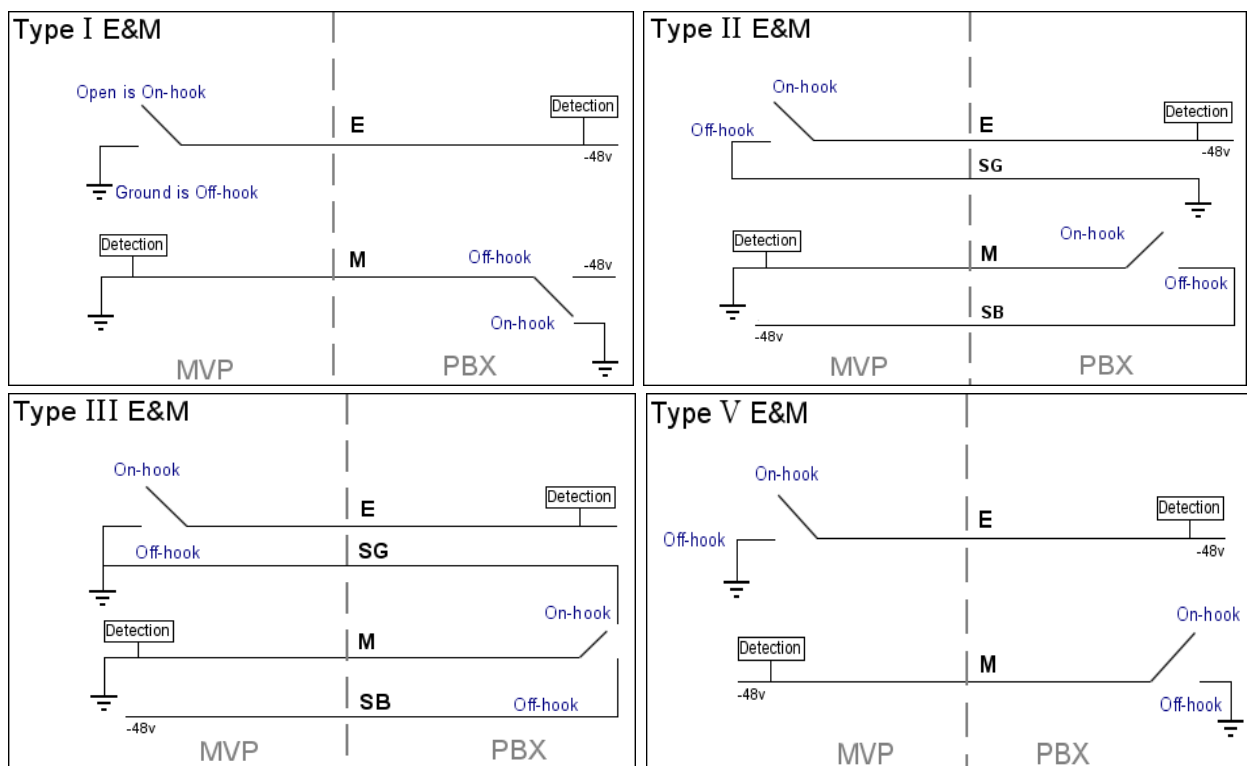 Type I E&M
Open is On-hook
Detection
E
-48v
Ground is Off-hook
Detection
M
Off-hook
-48v
On-hook
MVP
PBX
Type II E&M
On-hook
Detection
Off-hook
E
-48v
SG
Detection
On-hook
M
Off-hook
SB
-48v
MVP
PBX
Type III E&M
On-hook
Detection
E
Off-hook
SG
On-hook
Detection
M
SB
Off-hook
-48v
MVP
PBX
Type V E&M
On-hook
Detection
E
Off-hook
-48v
On-hook
Detection
M
-48v
Off-hook
MVP
PBX